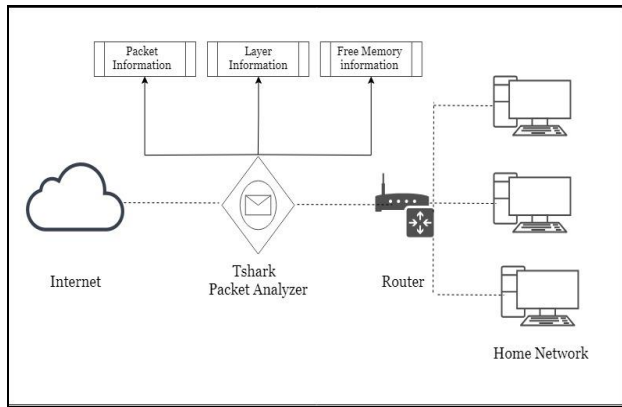 Packet
Information
Layer
Information
Free Memory
information
Internet
Tshark
Packet Analyzer
Router
Home Network